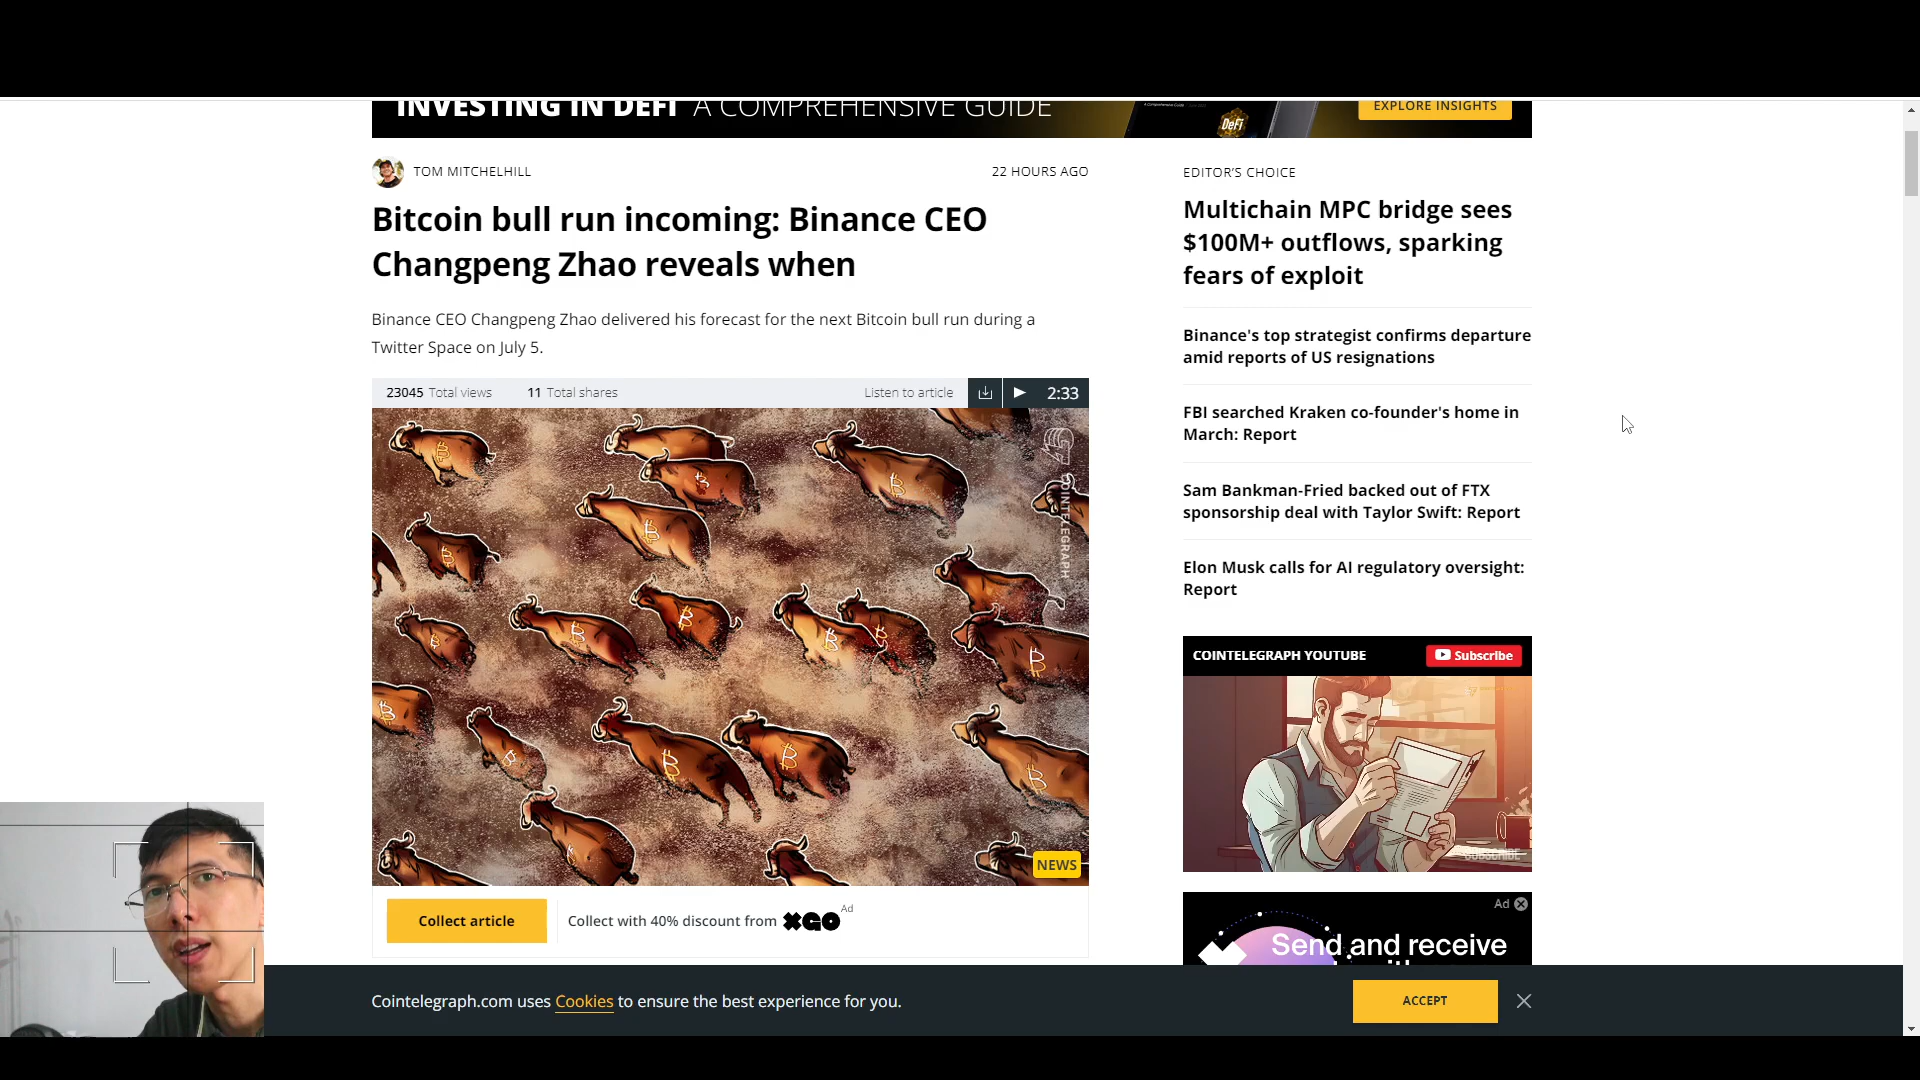 INVESTING IN DEFI A COMPREHENSIVE GUIDE
DeFi
EXPLORE INSIGHTS
TOM MITCHELHILL
22 HOURS AGO
Bitcoin bull run incoming: Binance CEO
Changpeng Zhao reveals when
Binance CEO Changpeng Zhao delivered his forecast for the next Bitcoin bull run during a
Twitter Space on July 5.
23045 Total views
11 Total shares
Listen to article
2:33
COINTELEGRAPH
NEWS
Collect article
Collect with 40% discount from XGO
Ad
EDITOR'S CHOICE
Multichain MPC bridge sees
$100M+ outflows, sparking
fears of exploit
Binance's top strategist confirms departure
amid reports of US resignations
FBI searched Kraken co-founder's home in
March: Report
Sam Bankman-Fried backed out of FTX
sponsorship deal with Taylor Swift: Report
Elon Musk calls for AI regulatory oversight:
Report
COINTELEGRAPH YOUTUBE
Subscribe
SUBSCRIBE
Ad
Send and receive
Cointelegraph.com uses Cookies to ensure the best experience for you.
ACCEPT